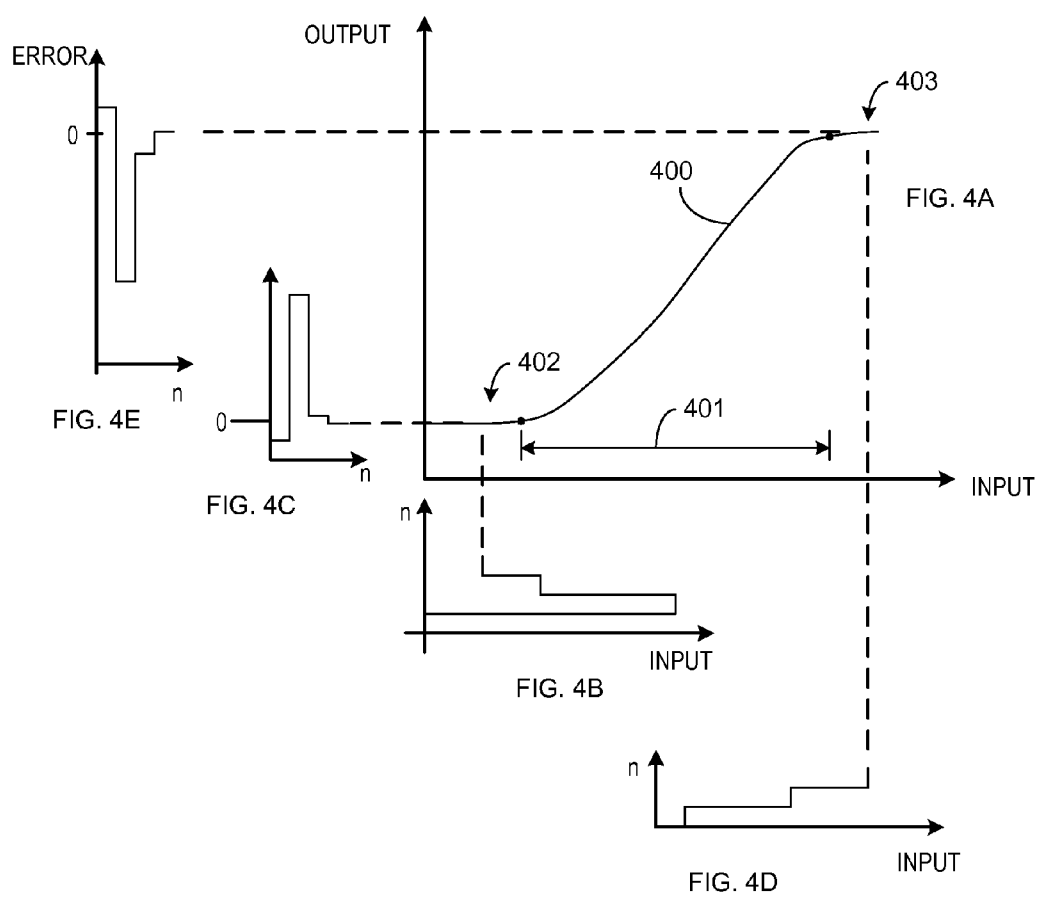 OUTPUT
ERROR
403
0
400
FIG. 4A
402
n
401
FIG. 4E
0
n
INPUT
FIG. 4C
n
INPUT
FIG. 4B
n
INPUT
FIG. 4D